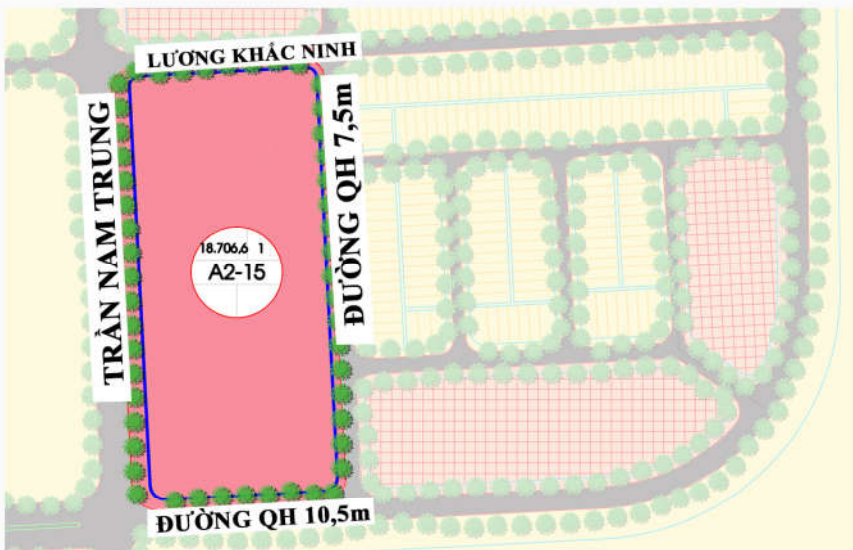 LƯƠNG KHẮC NINH
TRẦN NAM TRUNG
ĐƯỜNG QH 7,5m
18.706,6 1
A2-15
ĐƯỜNG QH 10,5m